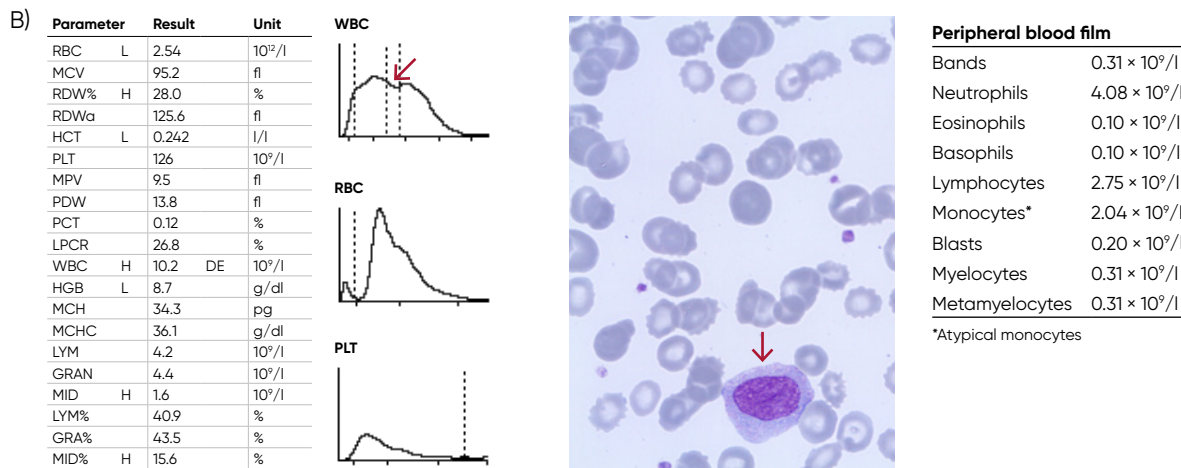 B)
Parameter Result Unit
RBC L 2.54 10¹²/l
MCV 95.2 fl
RDW% H 28.0 %
RDWa 125.6 fl
HCT L 0.242 l/l
PLT 126 10⁹/l
MPV 9.5 fl
PDW 13.8 fl
PCT 0.12 %
LPCR 26.8 %
WBC H 10.2 DE 10⁹/l
HGB L 8.7 g/dl
MCH 34.3 pg
MCHC 36.1 g/dl
LYM 4.2 10⁹/l
GRAN 4.4 10⁹/l
MID H 1.6 10⁹/l
LYM% 40.9 %
GRA% 43.5 %
MID% H 15.6 %
WBC
RBC
PLT
Peripheral blood film
Bands 0.31 × 10⁹/l
Neutrophils 4.08 × 10⁹/l
Eosinophils 0.10 × 10⁹/l
Basophils 0.10 × 10⁹/l
Lymphocytes 2.75 × 10⁹/l
Monocytes* 2.04 × 10⁹/l
Blasts 0.20 × 10⁹/l
Myelocytes 0.31 × 10⁹/l
Metamyelocytes 0.31 × 10⁹/l
*Atypical monocytes